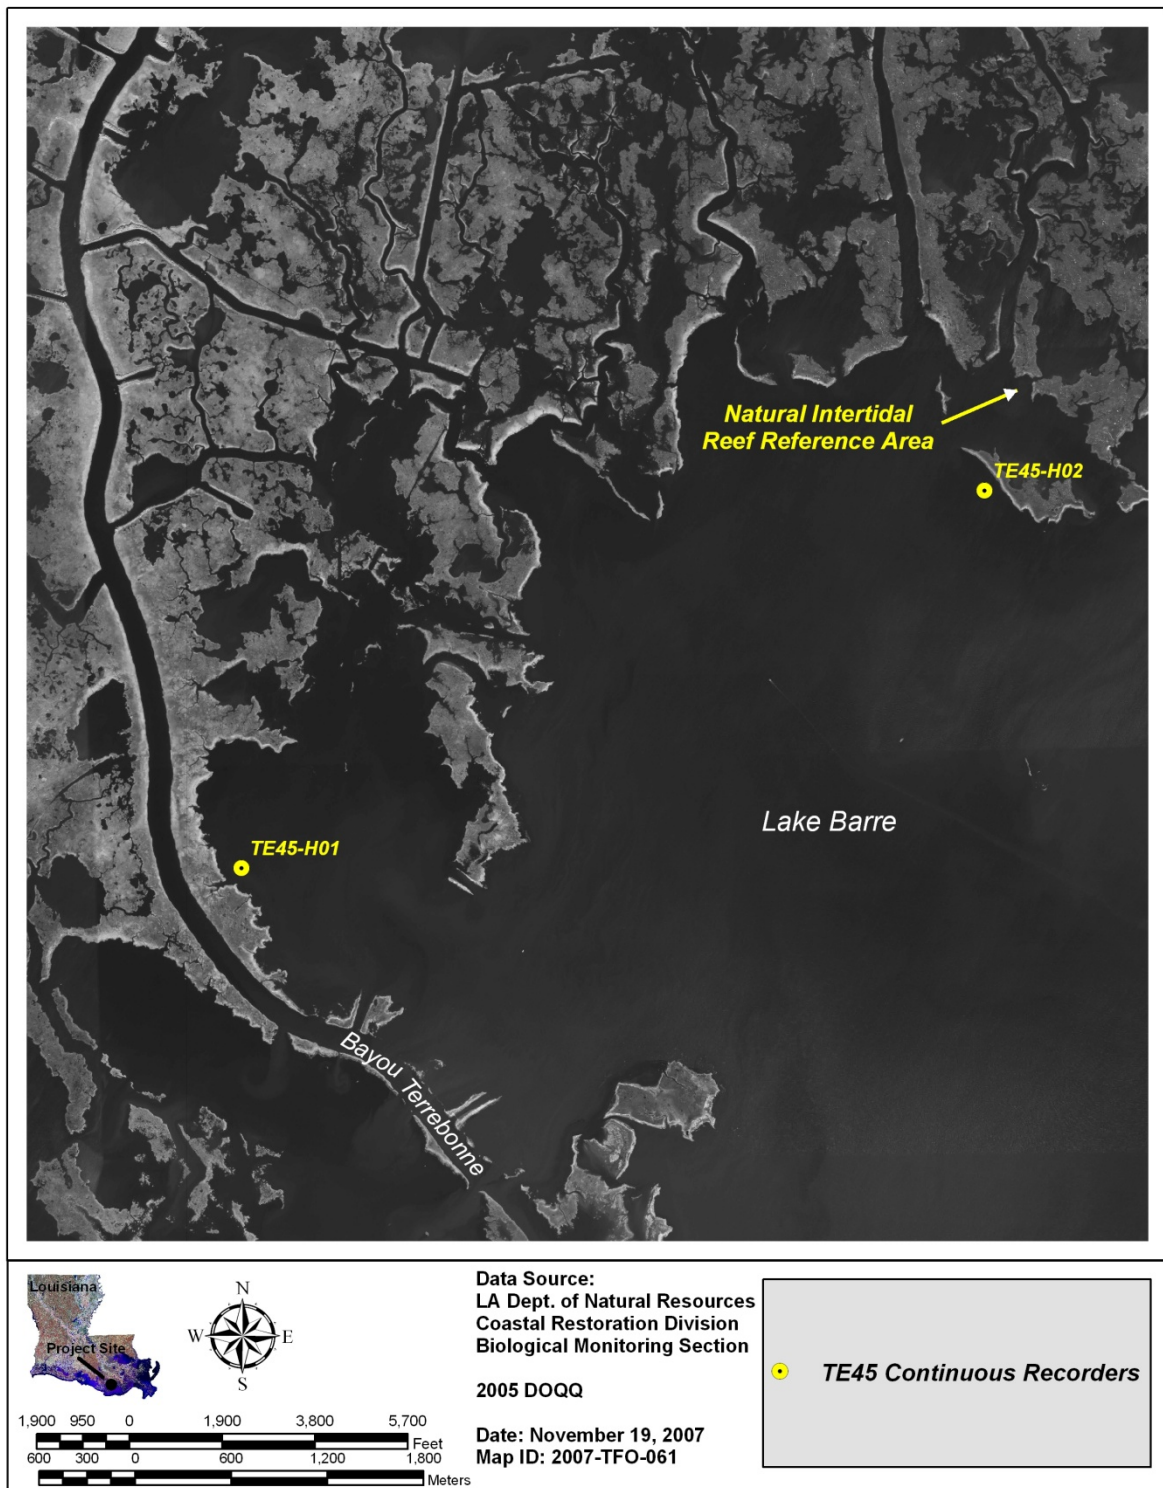 Natural Intertidal
Reef Reference Area
TE45-H02
Lake Barre
TE45-H01
Bayou Terrebonne
Louisiana
Project Site
N
W E
S
1,900 950 0 1,900 3,800 5,700
Feet
600 300 0 600 1,200 1,800
Meters
Data Source:
LA Dept. of Natural Resources
Coastal Restoration Division
Biological Monitoring Section
2005 DOQQ
Date: November 19, 2007
Map ID: 2007-TFO-061
TE45 Continuous Recorders